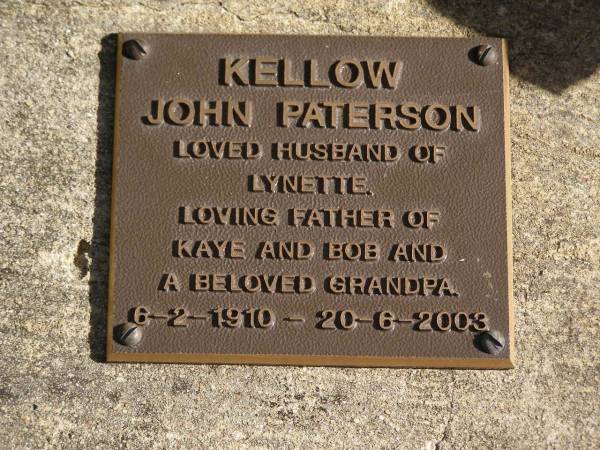 KELLOW
JOHN PATERSON
LOVED HUSBAND OF
LYNETTE.
LOVING FATHER OF
KAYE AND BOB AND
A BELOVED GRANDPA.
6-2-1910 - 20-6-2003